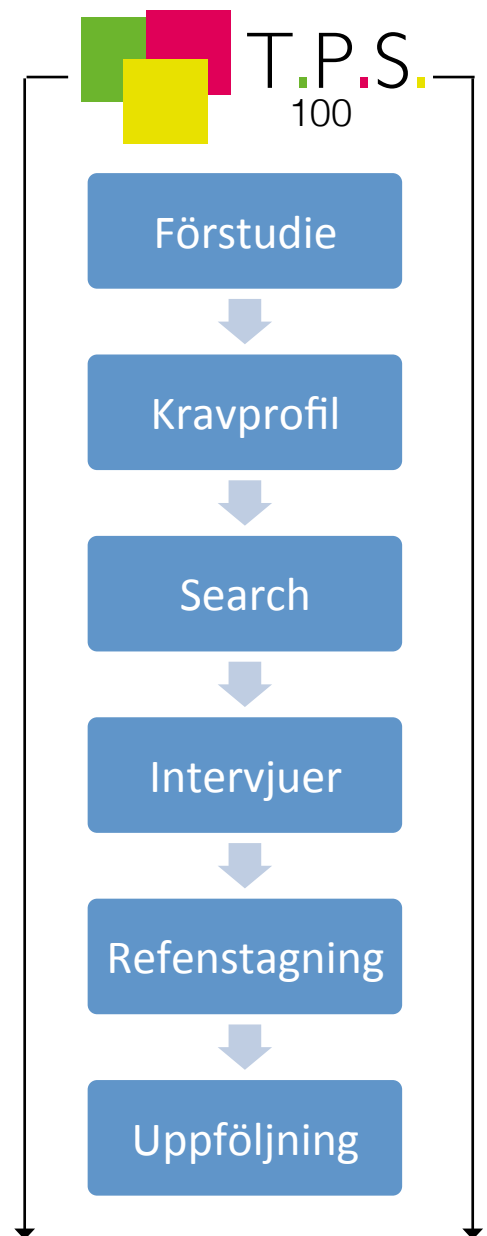 T.P.S.
100
Förstudie
Kravprofil
Search
Intervjuer
Refenstagning
Uppföljning